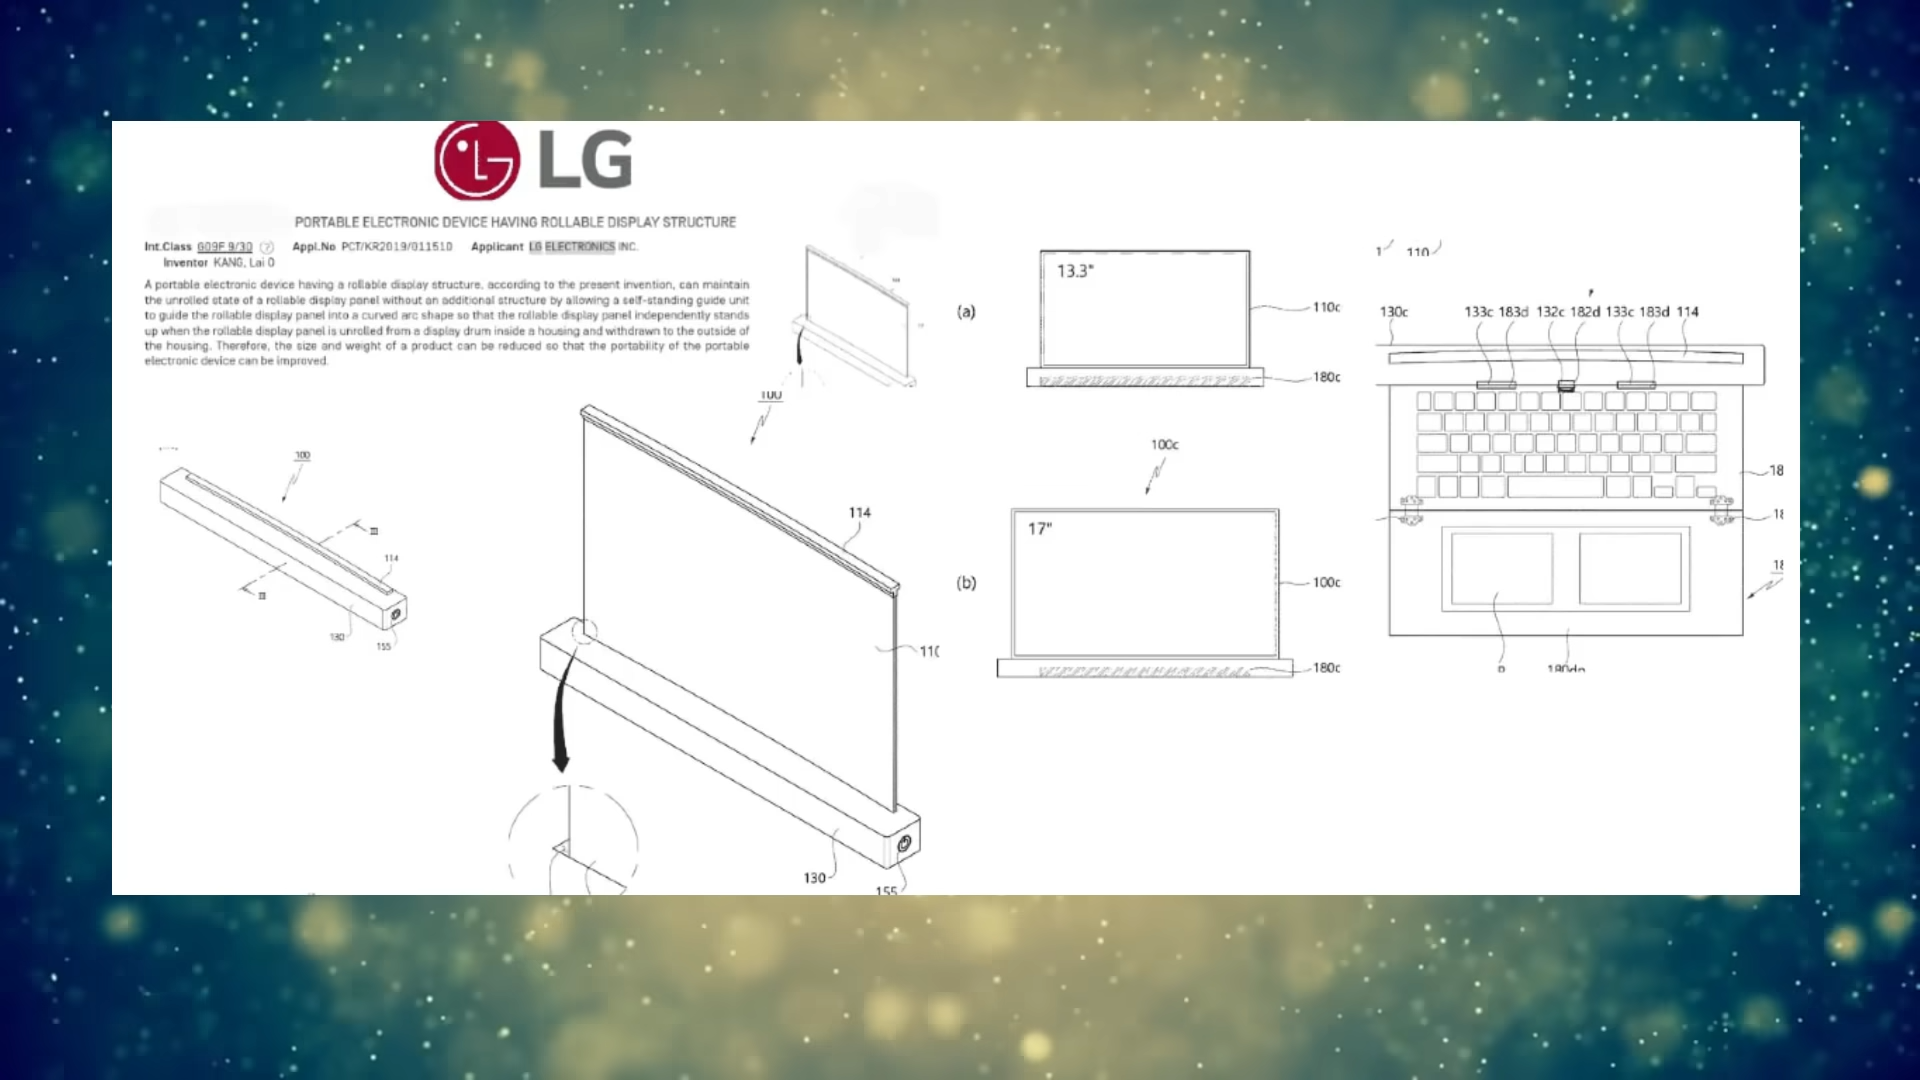 LG
PORTABLE ELECTRONIC DEVICE HAVING ROLLABLE DISPLAY STRUCTURE
Int.Class G09F 9/30 Appl.No PCT/KR2019/011510 Applicant LG ELECTRONICS INC.
Inventor KANG, Lai O
A portable electronic device having a rollable display structure, according to the present invention, can maintain
the unrolled state of a rollable display panel without an additional structure by allowing a self-standing guide unit
to guide the rollable display panel into a curved arc shape so that the rollable display panel independently stands
up when the rollable display panel is unrolled from a display drum inside a housing and withdrawn to the outside of
the housing. Therefore, the size and weight of a product can be reduced so that the portability of the portable
electronic device can be improved.
100
114
130
155
100
114
110
130
155
(a)
13.3"
110c
180c
100c
(b)
17"
100c
180c
110
130c 133c 183d 132c 182d 133c 183d 114
18
18
18